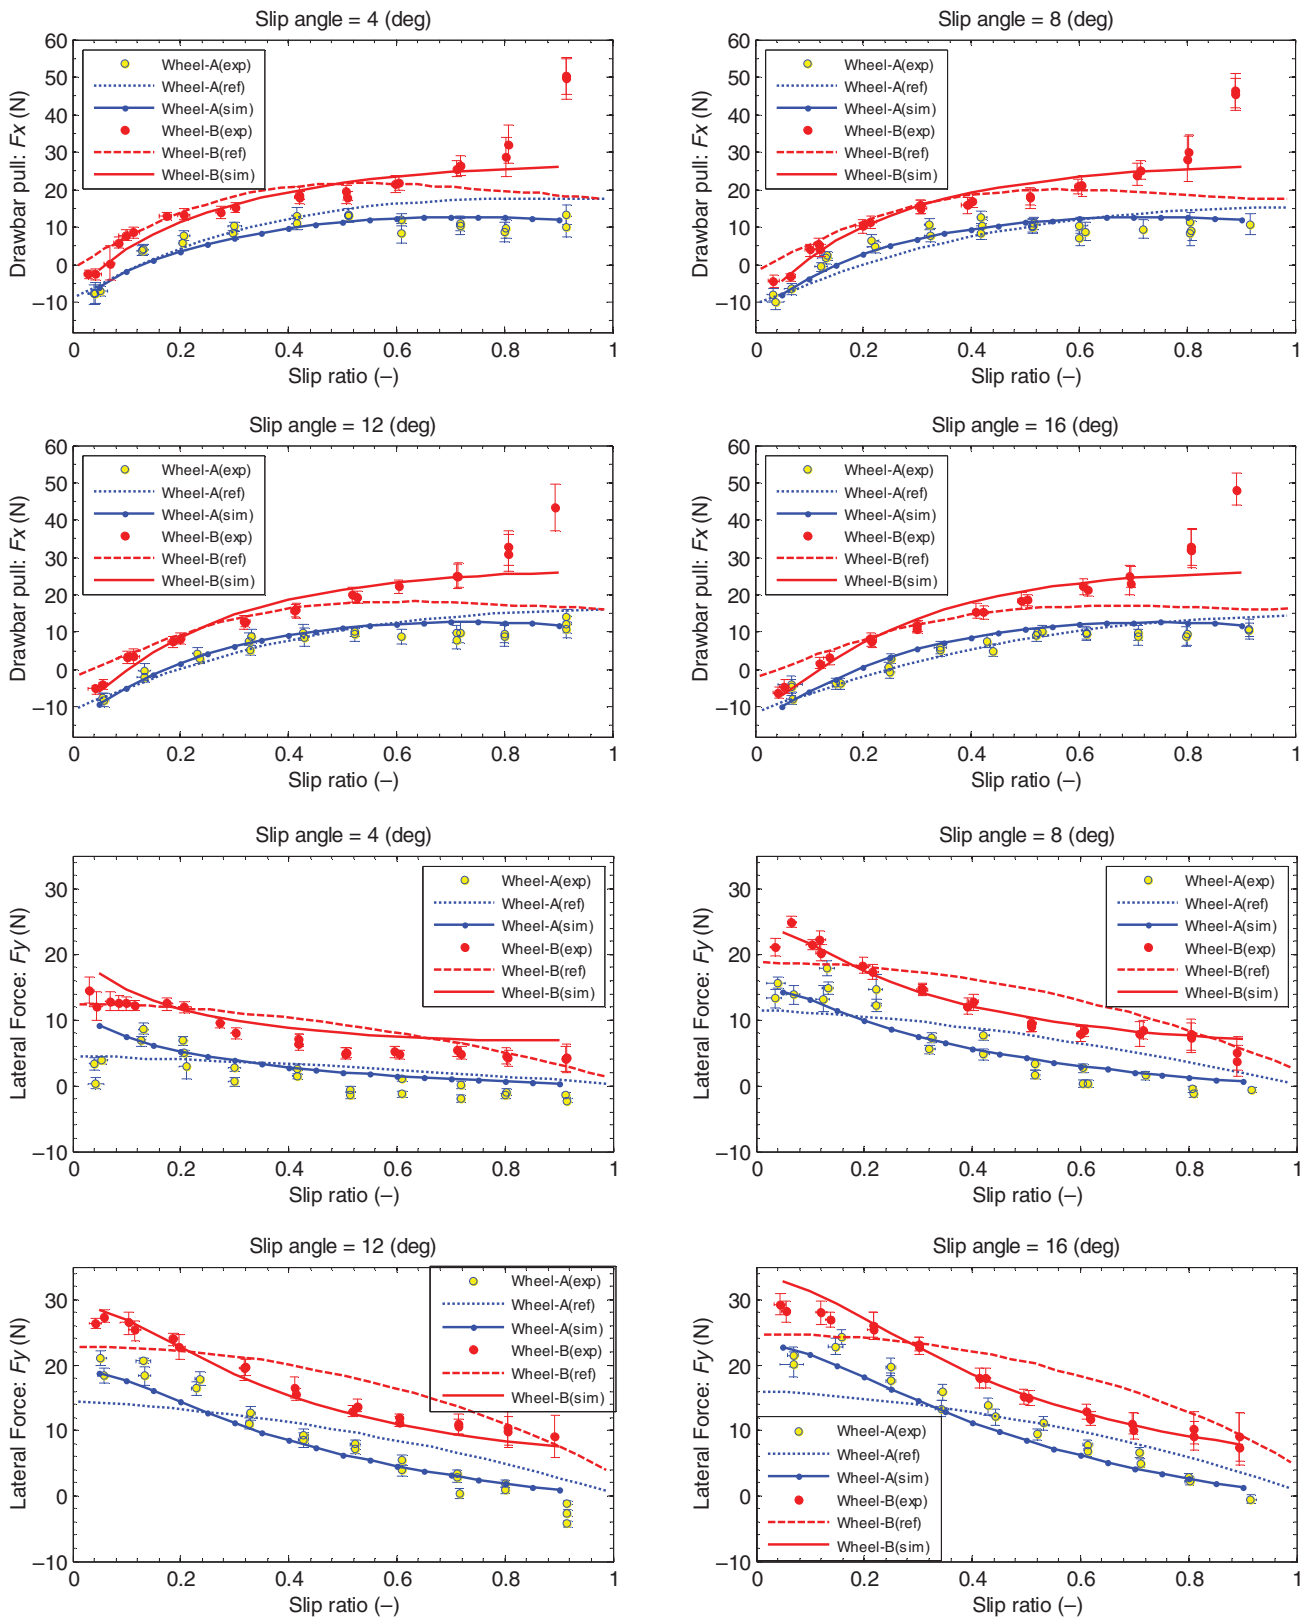 Slip angle = 4 (deg)
60
50
40
30
20
10
0
−10
Drawbar pull: Fx (N)
Wheel-A(exp)
Wheel-A(ref)
Wheel-A(sim)
Wheel-B(exp)
Wheel-B(ref)
Wheel-B(sim)
0 0.2 0.4 0.6 0.8 1
Slip ratio (–)
Slip angle = 8 (deg)
60
50
40
30
20
10
0
−10
Drawbar pull: Fx (N)
Wheel-A(exp)
Wheel-A(ref)
Wheel-A(sim)
Wheel-B(exp)
Wheel-B(ref)
Wheel-B(sim)
0 0.2 0.4 0.6 0.8 1
Slip ratio (–)
Slip angle = 12 (deg)
60
50
40
30
20
10
0
−10
Drawbar pull: Fx (N)
Wheel-A(exp)
Wheel-A(ref)
Wheel-A(sim)
Wheel-B(exp)
Wheel-B(ref)
Wheel-B(sim)
0 0.2 0.4 0.6 0.8 1
Slip ratio (–)
Slip angle = 16 (deg)
60
50
40
30
20
10
0
−10
Drawbar pull: Fx (N)
Wheel-A(exp)
Wheel-A(ref)
Wheel-A(sim)
Wheel-B(exp)
Wheel-B(ref)
Wheel-B(sim)
0 0.2 0.4 0.6 0.8 1
Slip ratio (–)
Slip angle = 4 (deg)
30
20
10
0
−10
Lateral Force: Fy (N)
Wheel-A(exp)
Wheel-A(ref)
Wheel-A(sim)
Wheel-B(exp)
Wheel-B(ref)
Wheel-B(sim)
0 0.2 0.4 0.6 0.8 1
Slip ratio (–)
Slip angle = 8 (deg)
30
20
10
0
−10
Lateral Force: Fy (N)
Wheel-A(exp)
Wheel-A(ref)
Wheel-A(sim)
Wheel-B(exp)
Wheel-B(ref)
Wheel-B(sim)
0 0.2 0.4 0.6 0.8 1
Slip ratio (–)
Slip angle = 12 (deg)
30
20
10
0
−10
Lateral Force: Fy (N)
Wheel-A(exp)
Wheel-A(ref)
Wheel-A(sim)
Wheel-B(exp)
Wheel-B(ref)
Wheel-B(sim)
0 0.2 0.4 0.6 0.8 1
Slip ratio (–)
Slip angle = 16 (deg)
30
20
10
0
−10
Lateral Force: Fy (N)
Wheel-A(exp)
Wheel-A(ref)
Wheel-A(sim)
Wheel-B(exp)
Wheel-B(ref)
Wheel-B(sim)
0 0.2 0.4 0.6 0.8 1
Slip ratio (–)